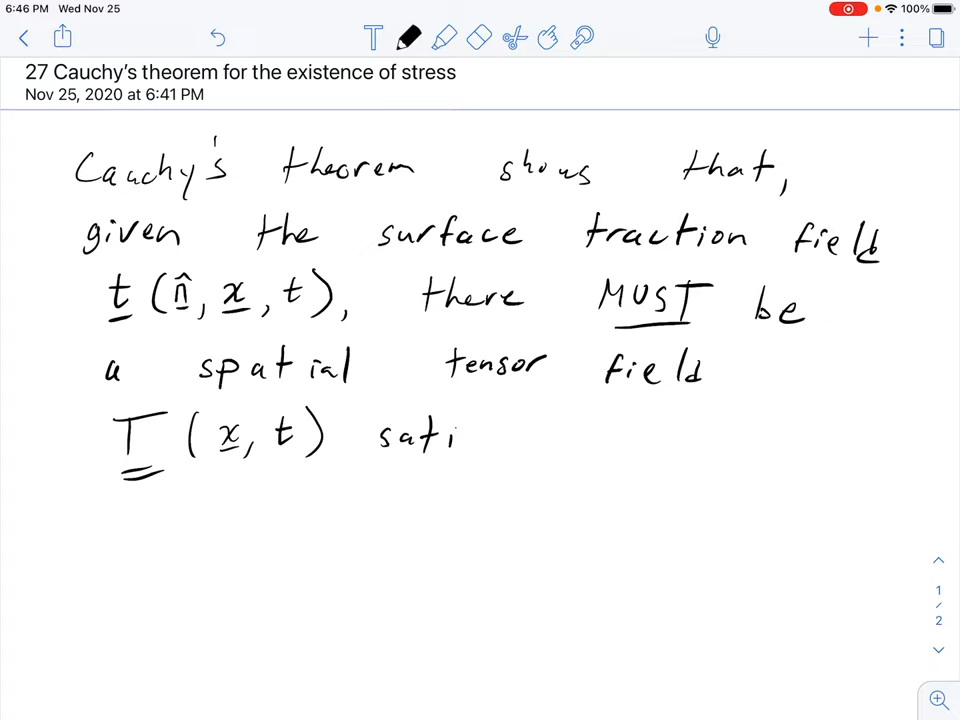 6:46 PM Wed Nov 25
100%
27 Cauchy's theorem for the existence of stress
Nov 25, 2020 at 6:41 PM
Cauchy's theorem shows that,
given the surface traction field
t (n̂, x, t), there MUST be
a spatial tensor field
T (x, t) sati
1
/
2